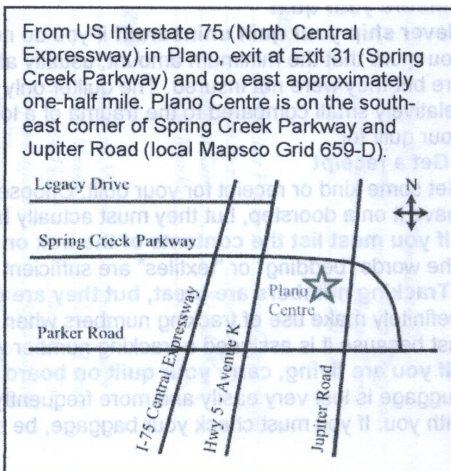 From US Interstate 75 (North Central
Expressway) in Plano, exit at Exit 31 (Spring
Creek Parkway) and go east approximately
one-half mile. Plano Centre is on the south-
east corner of Spring Creek Parkway and
Jupiter Road (local Mapsco Grid 659-D).
Legacy Drive
N
Spring Creek Parkway
Plano
Centre
Parker Road
I-75 Central Expressway
Hwy 5 - Avenue K
Jupiter Road